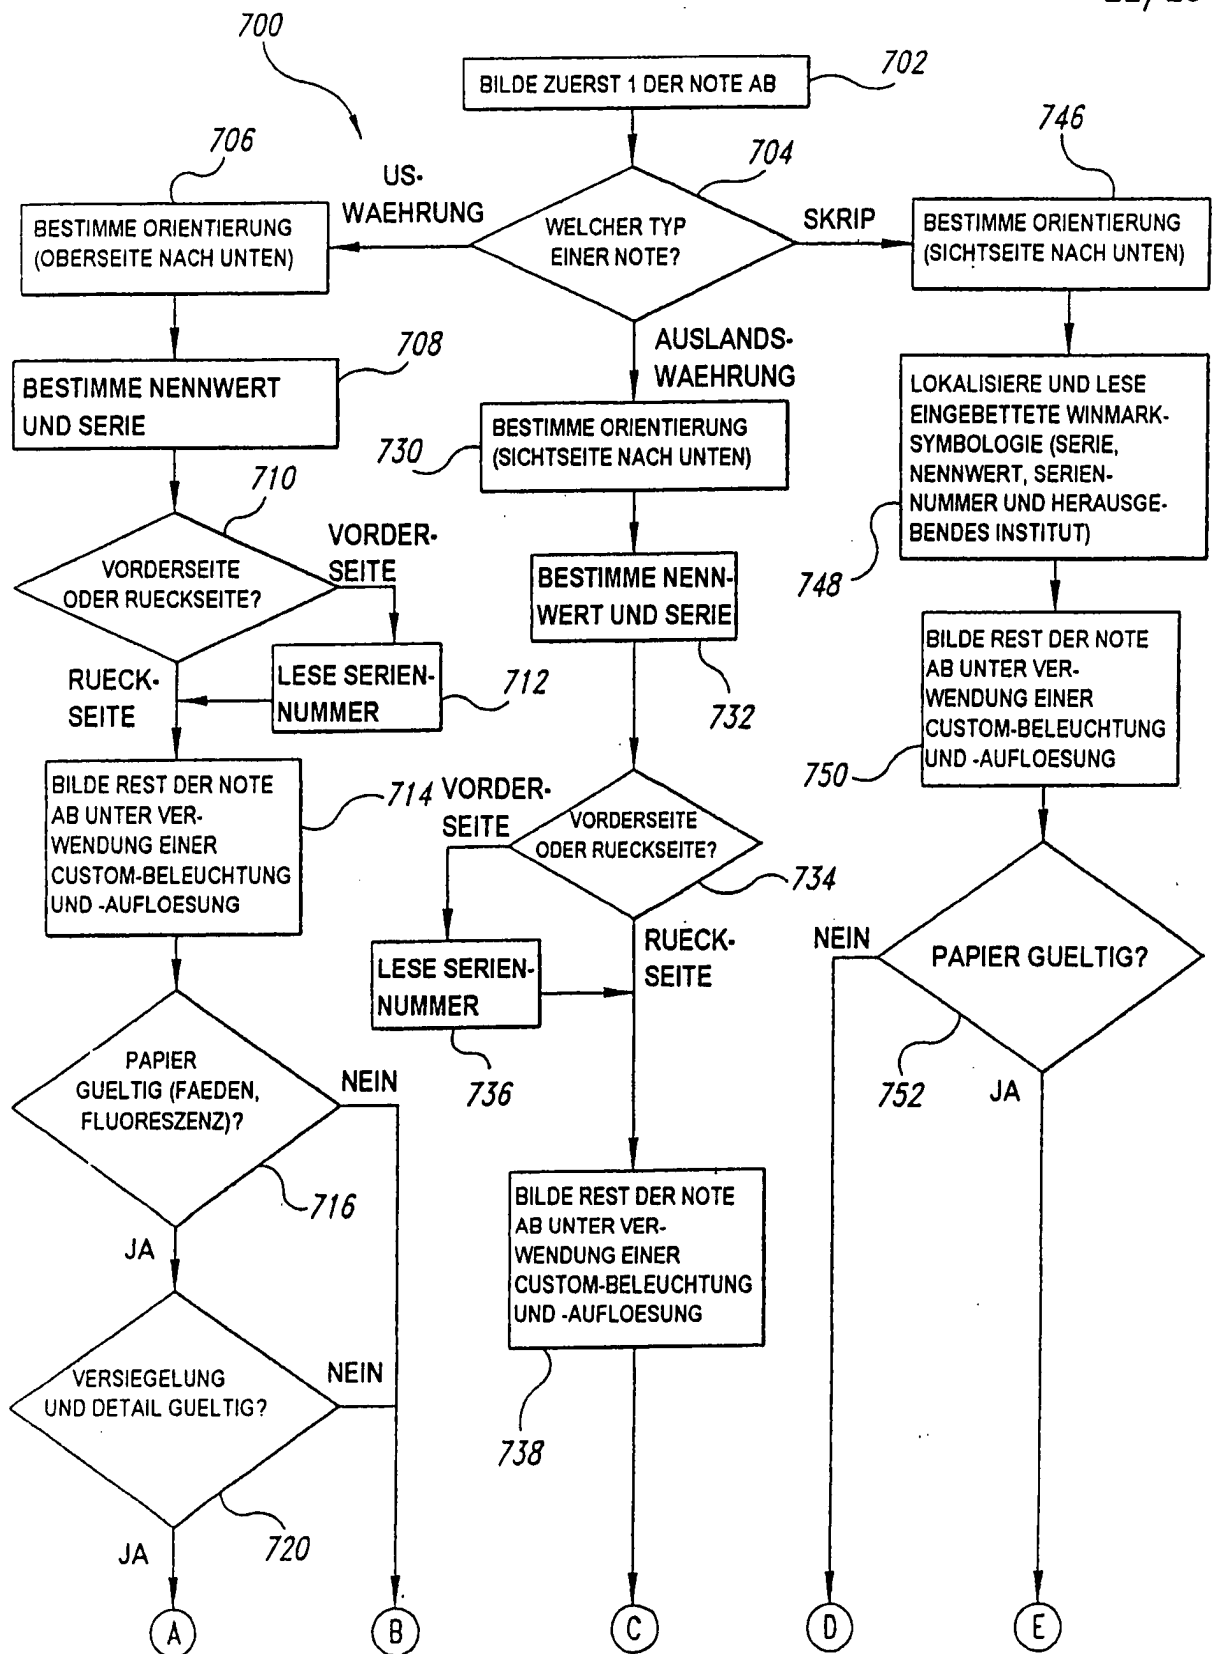 700
BILDE ZUERST 1 DER NOTE AB
702
706
US-
WAEHRUNG
704
746
BESTIMME ORIENTIERUNG
(OBERSEITE NACH UNTEN)
WELCHER TYP
EINER NOTE?
SKRIP
BESTIMME ORIENTIERUNG
(SICHTSEITE NACH UNTEN)
708
BESTIMME NENNWERT
UND SERIE
AUSLANDS-
WAEHRUNG
730
BESTIMME ORIENTIERUNG
(SICHTSEITE NACH UNTEN)
LOKALISIERE UND LESE
EINGEBETTETE WINMARK-
SYMBOLOGIE (SERIE,
NENNWERT, SERIEN-
NUMMER UND HERAUSGE-
BENDES INSTITUT)
748
710
VORDERSEITE
ODER RUECKSEITE?
VORDER-
SEITE
BESTIMME NENN-
WERT UND SERIE
732
RUECK-
SEITE
LESE SERIEN-
NUMMER
712
BILDE REST DER NOTE
AB UNTER VER-
WENDUNG EINER
CUSTOM-BELEUCHTUNG
UND -AUFLOESUNG
750
BILDE REST DER NOTE
AB UNTER VER-
WENDUNG EINER
CUSTOM-BELEUCHTUNG
UND -AUFLOESUNG
714
VORDER-
SEITE
VORDERSEITE
ODER RUECKSEITE?
734
LESE SERIEN-
NUMMER
736
RUECK-
SEITE
NEIN
PAPIER GUELTIG?
752
JA
PAPIER
GUELTIG (FAEDEN,
FLUORESZENZ)?
NEIN
716
JA
BILDE REST DER NOTE
AB UNTER VER-
WENDUNG EINER
CUSTOM-BELEUCHTUNG
UND -AUFLOESUNG
738
VERSIEGELUNG
UND DETAIL GUELTIG?
NEIN
720
JA
A
B
C
D
E